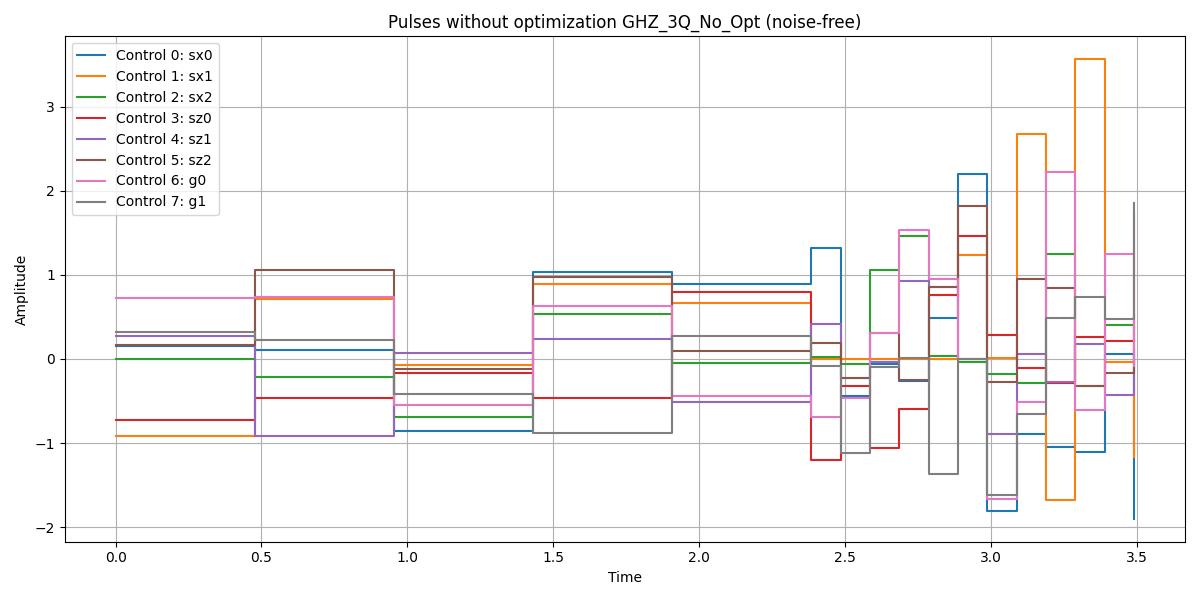 Pulses without optimization GHZ_3Q_No_Opt (noise-free)
Control 0: sx0
Control 1: sx1
Control 2: sx2
Control 3: sz0
Control 4: sz1
Control 5: sz2
Control 6: g0
Control 7: g1
Amplitude
3
2
1
0
−1
−2
0.0 0.5 1.0 1.5 2.0 2.5 3.0 3.5
Time